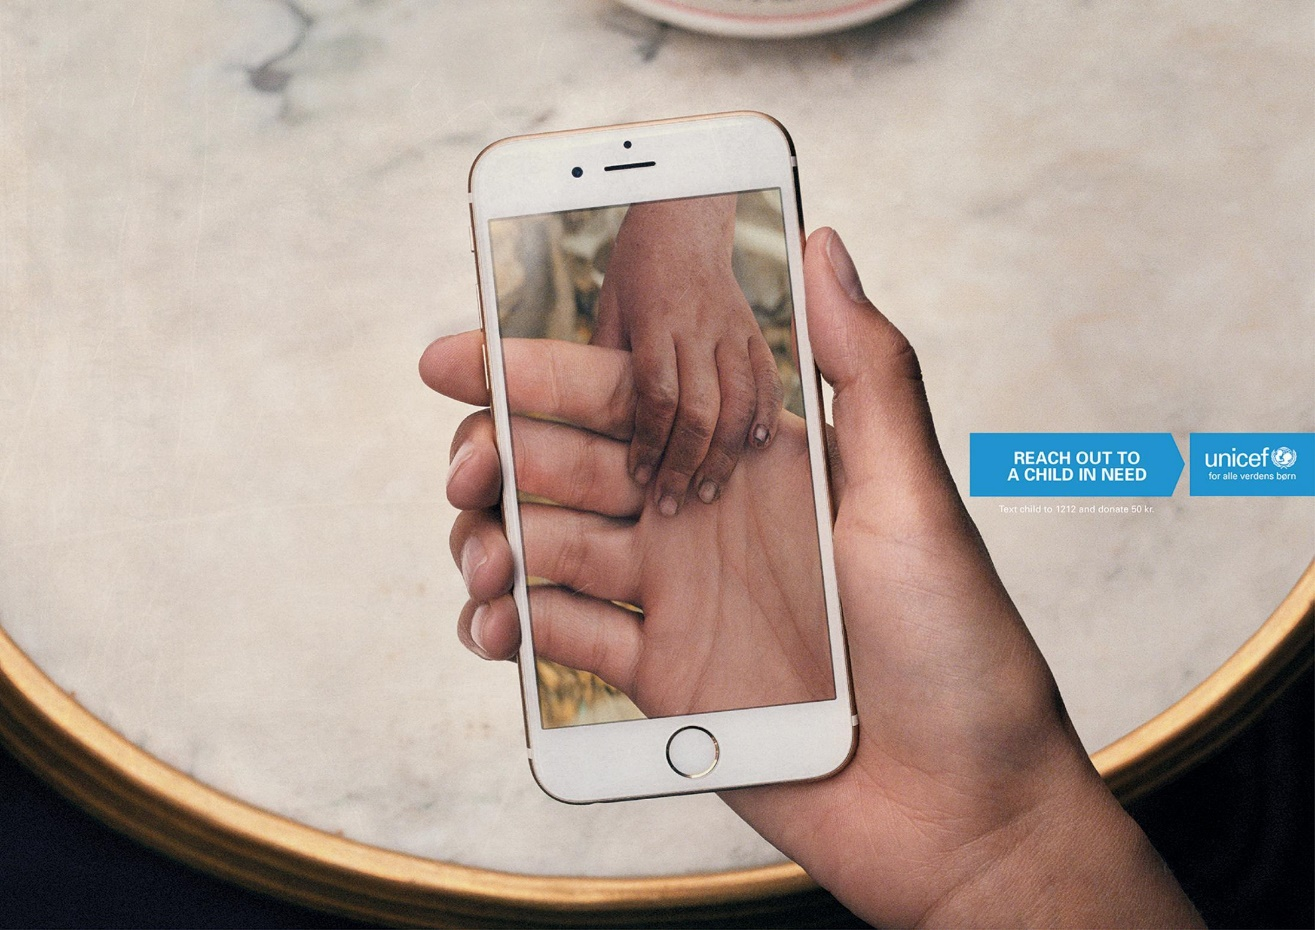 REACH OUT TO
A CHILD IN NEED
unicef
for alle verdens børn
Text child to 1212 and donate 50 kr.